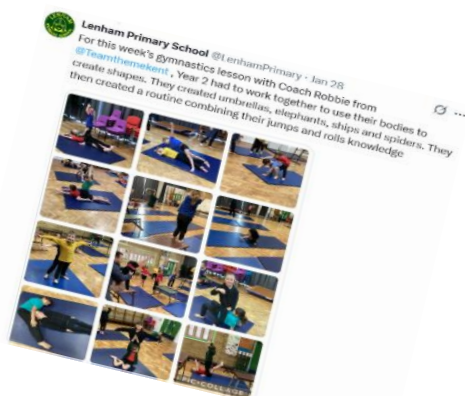 Lenham Primary School @LenhamPrimary · Jan 28
For this week's gymnastics lesson with Coach Robbie from
@Teamthemekent , Year 2 had to work together to use their bodies to
create shapes. They created umbrellas, elephants, ships and spiders. They
then created a routine combining their jumps and rolls knowledge
PIC•COLLAGE